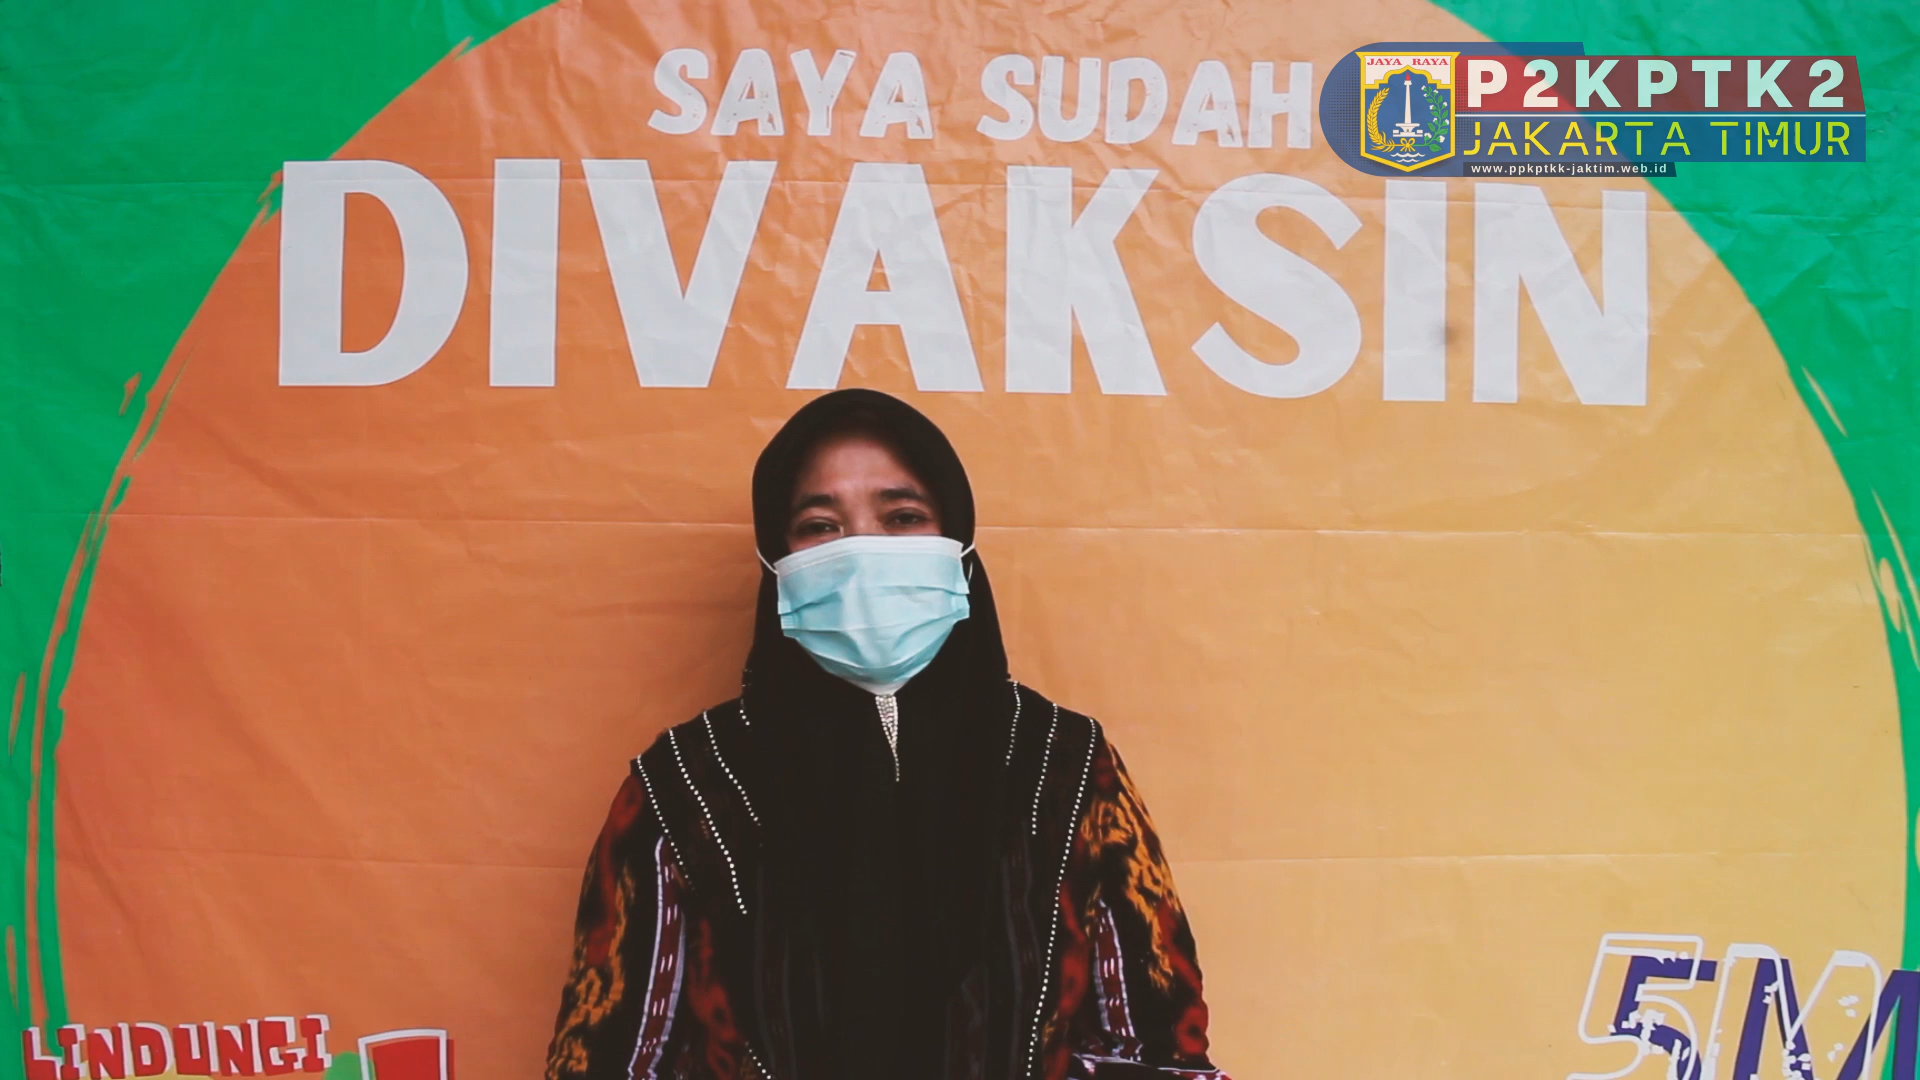 SAYA SUDAH
DIVAKSIN
JAYA RAYA
P2KPTK2
JAKARTA TIMUR
www.ppkptkk-jaktim.web.id
LINDUNGI
5M